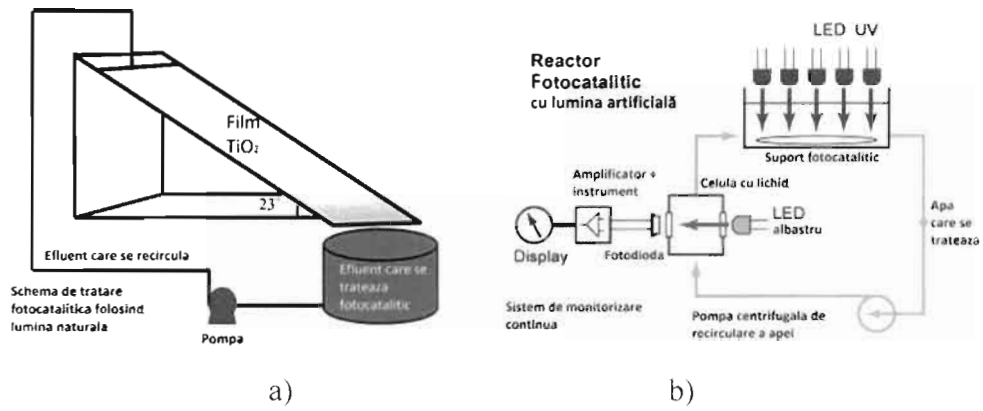 Film
TiO₂
23
Efluent care se recircula
Efluent care se
trateaza
fotocatalitic
Schema de tratare
fotocatalitica folosind
lumina naturala
Pompa
a)
LED UV
Reactor
Fotocatalitic
cu lumina artificială
Suport fotocatalitic
Amplificator +
instrument
Celula cu lichid
LED
albastru
Apa
care se
trateaza
Display
Fotodioda
Sistem de monitorizare
continua
Pompa centrifugala de
recirculare a apei
b)